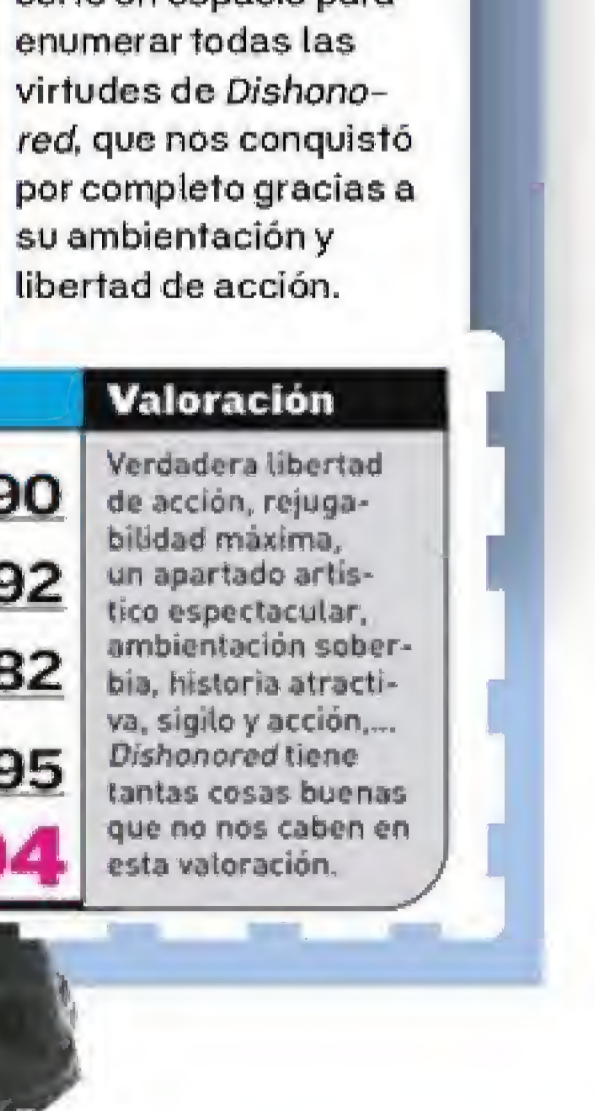 enumerar todas las
virtudes de Dishono-
red, que nos conquistó
por completo gracias a
su ambientación y
libertad de acción.
Valoración
90
92
82
95
94
Verdadera libertad
de acción, rejuga-
bilidad máxima,
un apartado artís-
tico espectacular,
ambientación sober-
bia, historia atracti-
va, sigilo y acción,...
Dishonored tiene
tantas cosas buenas
que no nos caben en
esta valoración.